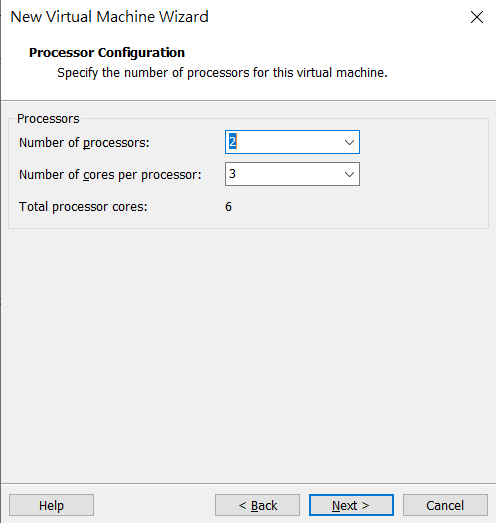 New Virtual Machine Wizard
Processor Configuration
Specify the number of processors for this virtual machine.
Processors
Number of processors: 2
Number of cores per processor: 3
Total processor cores: 6
Help < Back Next > Cancel